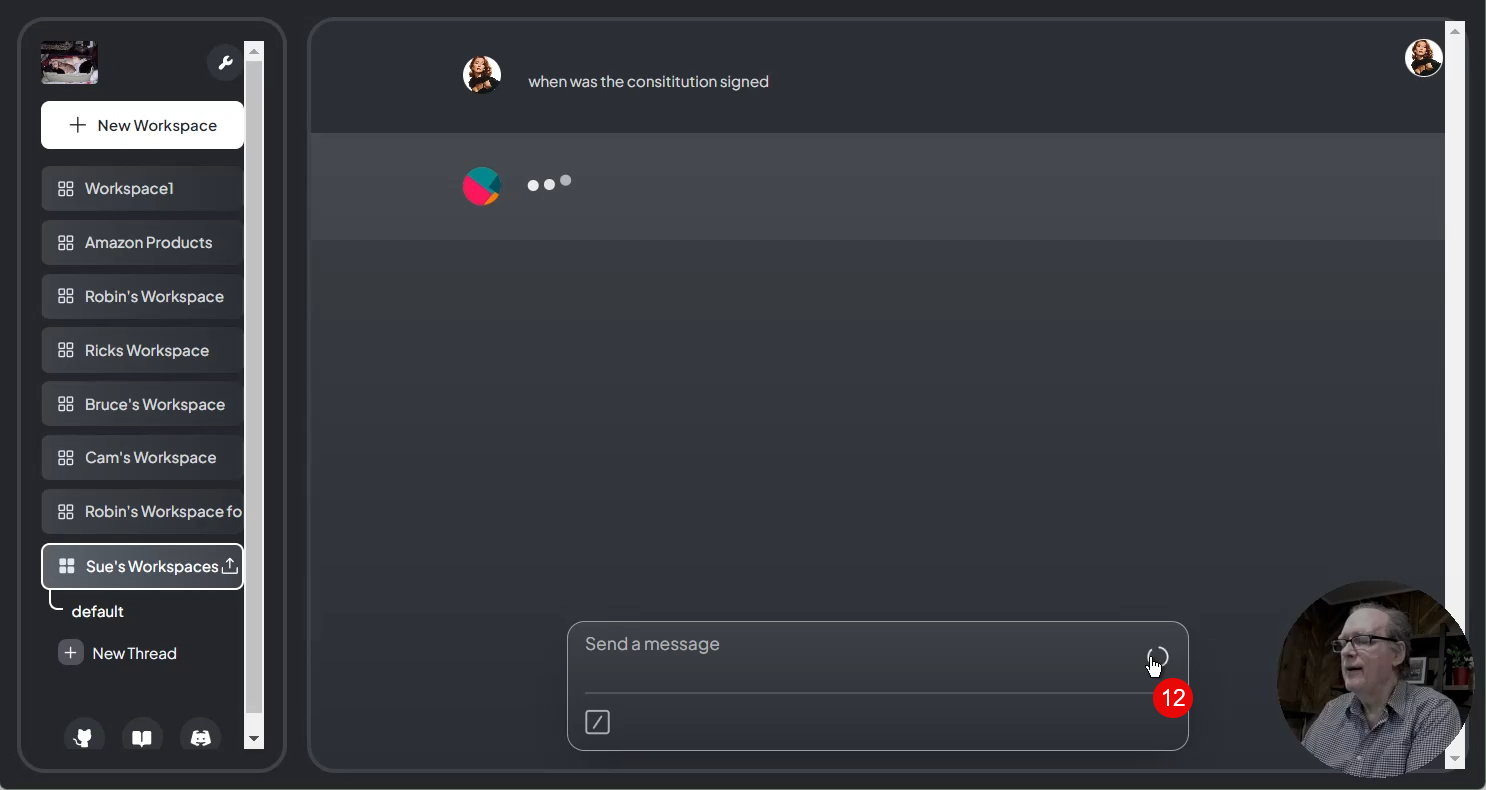 New Workspace
Workspace1
Amazon Products
Robin's Workspace
Ricks Workspace
Bruce's Workspace
Cam's Workspace
Robin's Workspace fo
Sue's Workspaces
default
New Thread
when was the consititution signed
Send a message
12